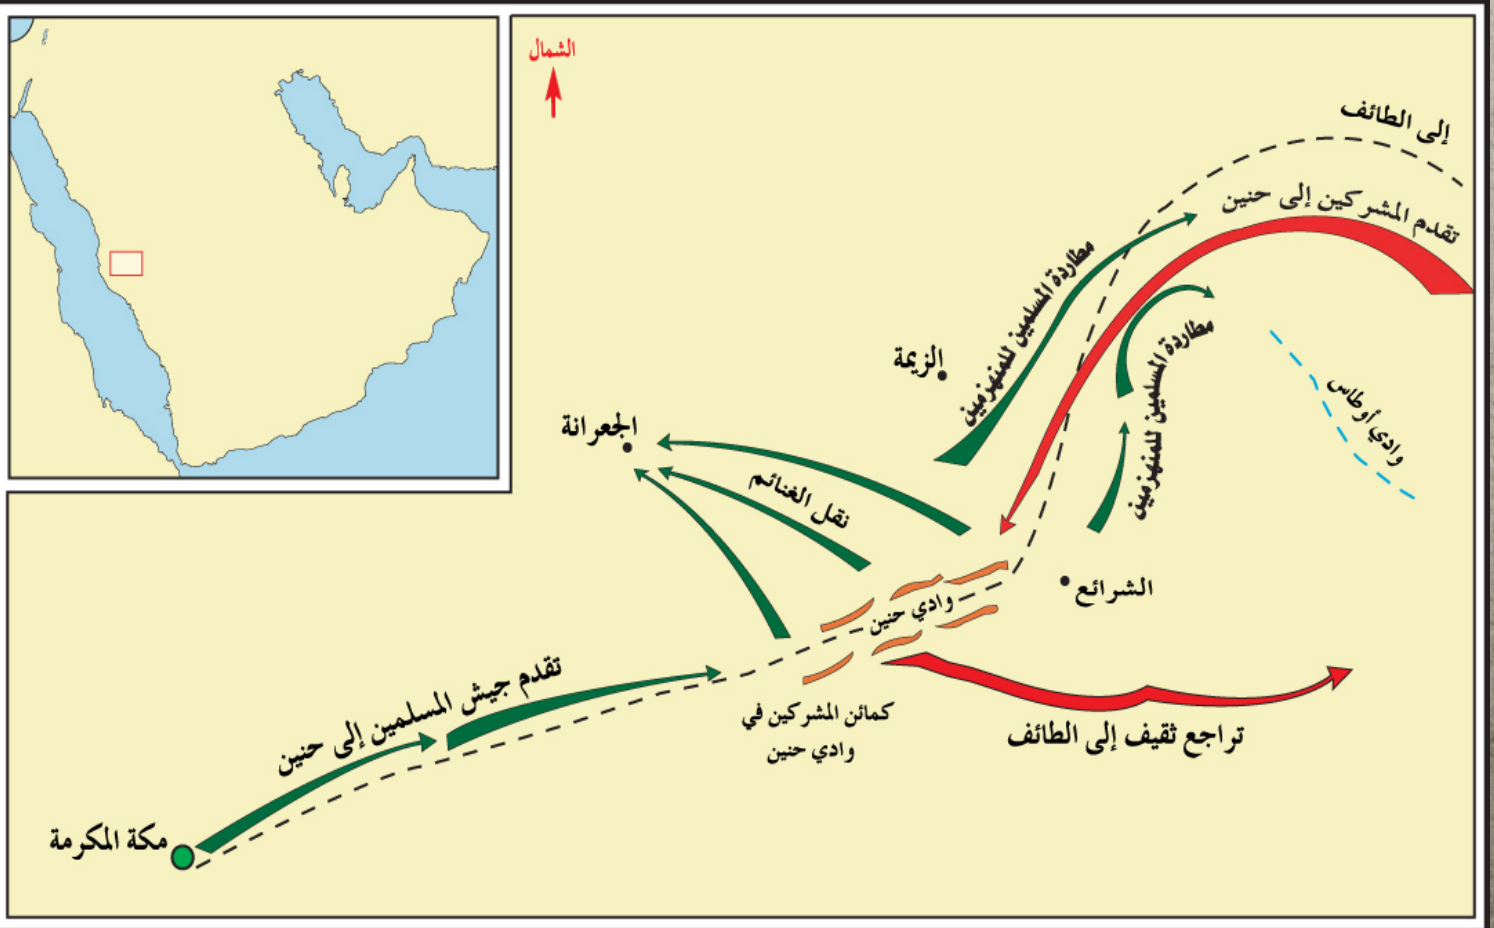 الشمال
إلى الطائف
تقدم المشركين إلى حنين
مطاردة المسلمين للمنهزمين
مطاردة المسلمين للمنهزمين
الزيمة
وادي أوطاس
الجعرانة
نقل الغنائم
الشرائع
وادي حنين
تقدم جيش المسلمين إلى حنين
كمائن المشركين في
وادي حنين
تراجع ثقيف إلى الطائف
مكة المكرمة